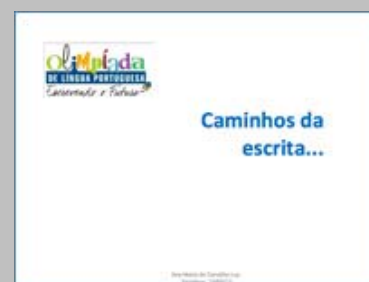 Olimpíada
DE LÍNGUA PORTUGUESA
Escrevendo o Futuro
Caminhos da
escrita...